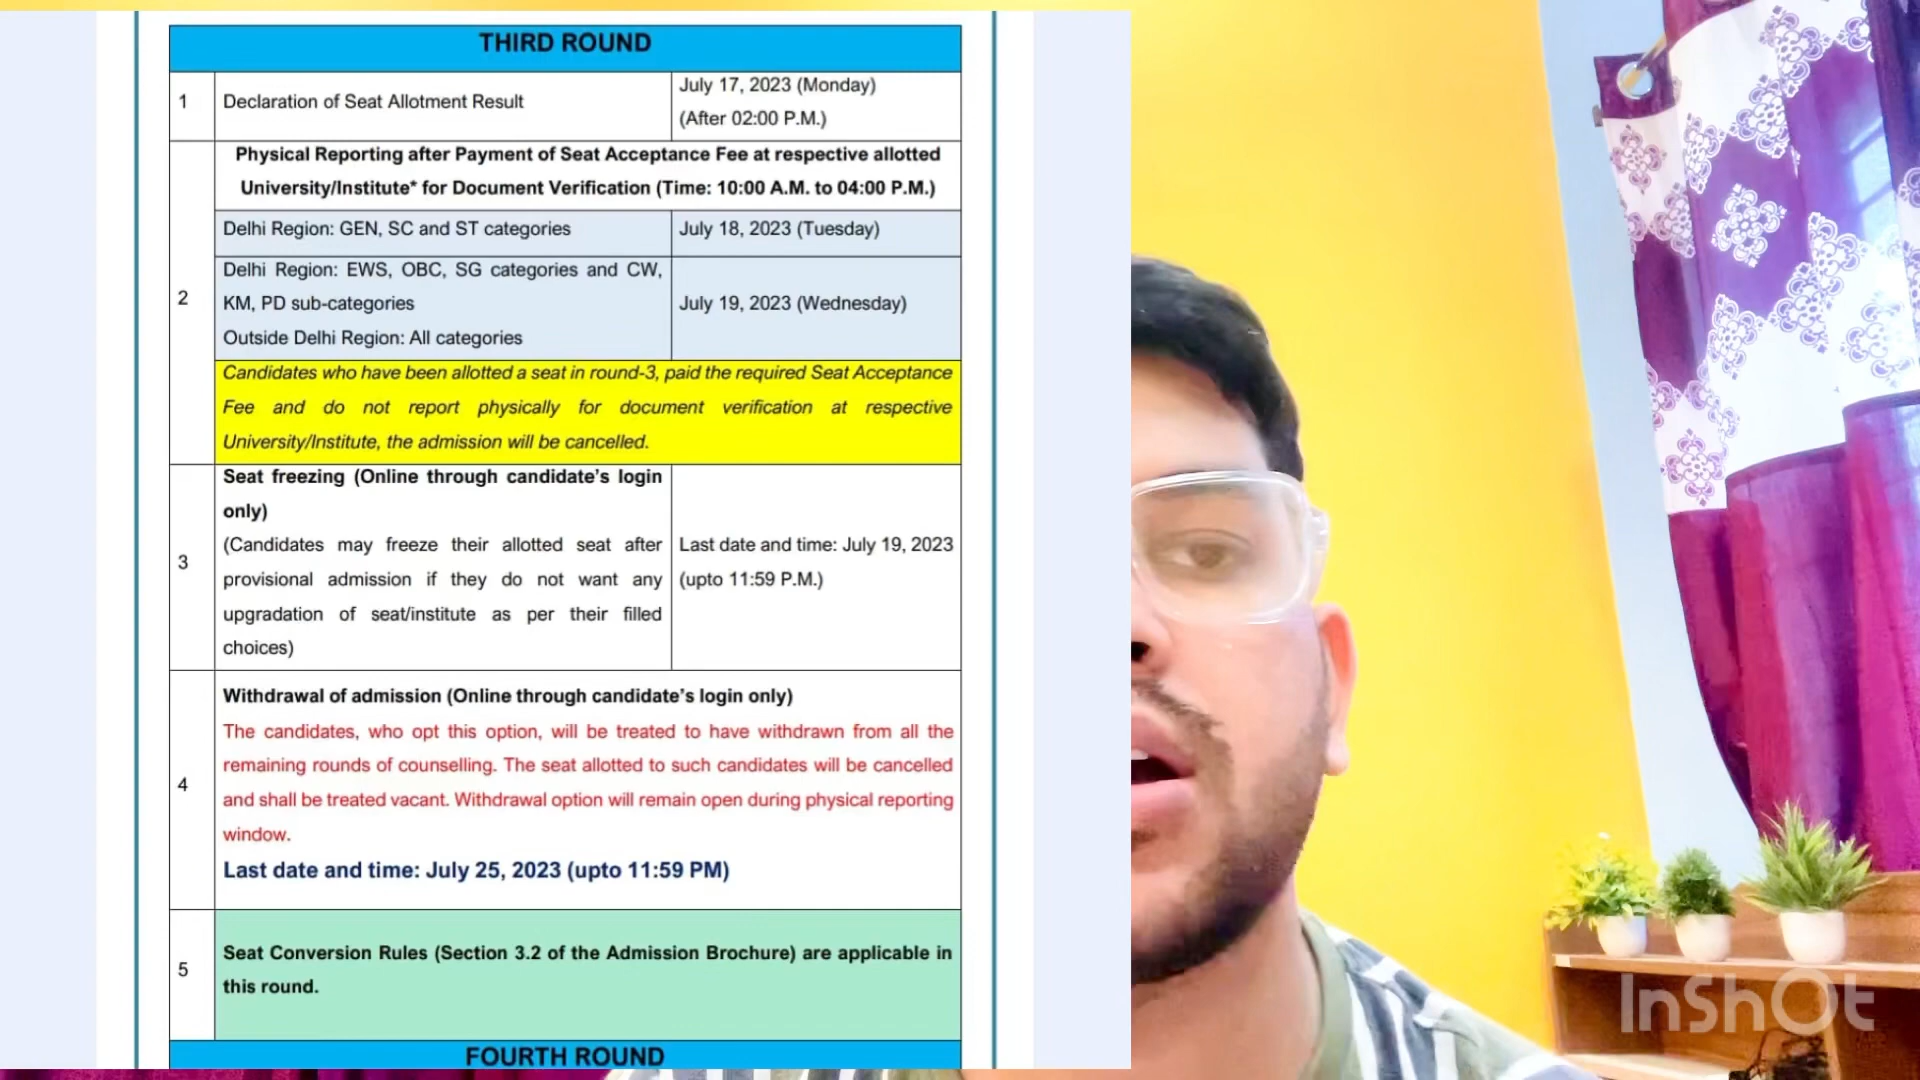 THIRD ROUND
1
Declaration of Seat Allotment Result
July 17, 2023 (Monday)
(After 02:00 P.M.)
2
Physical Reporting after Payment of Seat Acceptance Fee at respective allotted
University/Institute* for Document Verification (Time: 10:00 A.M. to 04:00 P.M.)
Delhi Region: GEN, SC and ST categories
July 18, 2023 (Tuesday)
Delhi Region: EWS, OBC, SG categories and CW,
KM, PD sub-categories
Outside Delhi Region: All categories
July 19, 2023 (Wednesday)
Candidates who have been allotted a seat in round-3, paid the required Seat Acceptance
Fee and do not report physically for document verification at respective
University/Institute, the admission will be cancelled.
3
Seat freezing (Online through candidate's login
only)
(Candidates may freeze their allotted seat after
provisional admission if they do not want any
upgradation of seat/institute as per their filled
choices)
Last date and time: July 19, 2023
(upto 11:59 P.M.)
4
Withdrawal of admission (Online through candidate's login only)
The candidates, who opt this option, will be treated to have withdrawn from all the
remaining rounds of counselling. The seat allotted to such candidates will be cancelled
and shall be treated vacant. Withdrawal option will remain open during physical reporting
window.
Last date and time: July 25, 2023 (upto 11:59 PM)
5
Seat Conversion Rules (Section 3.2 of the Admission Brochure) are applicable in
this round.
FOURTH ROUND
InShOt